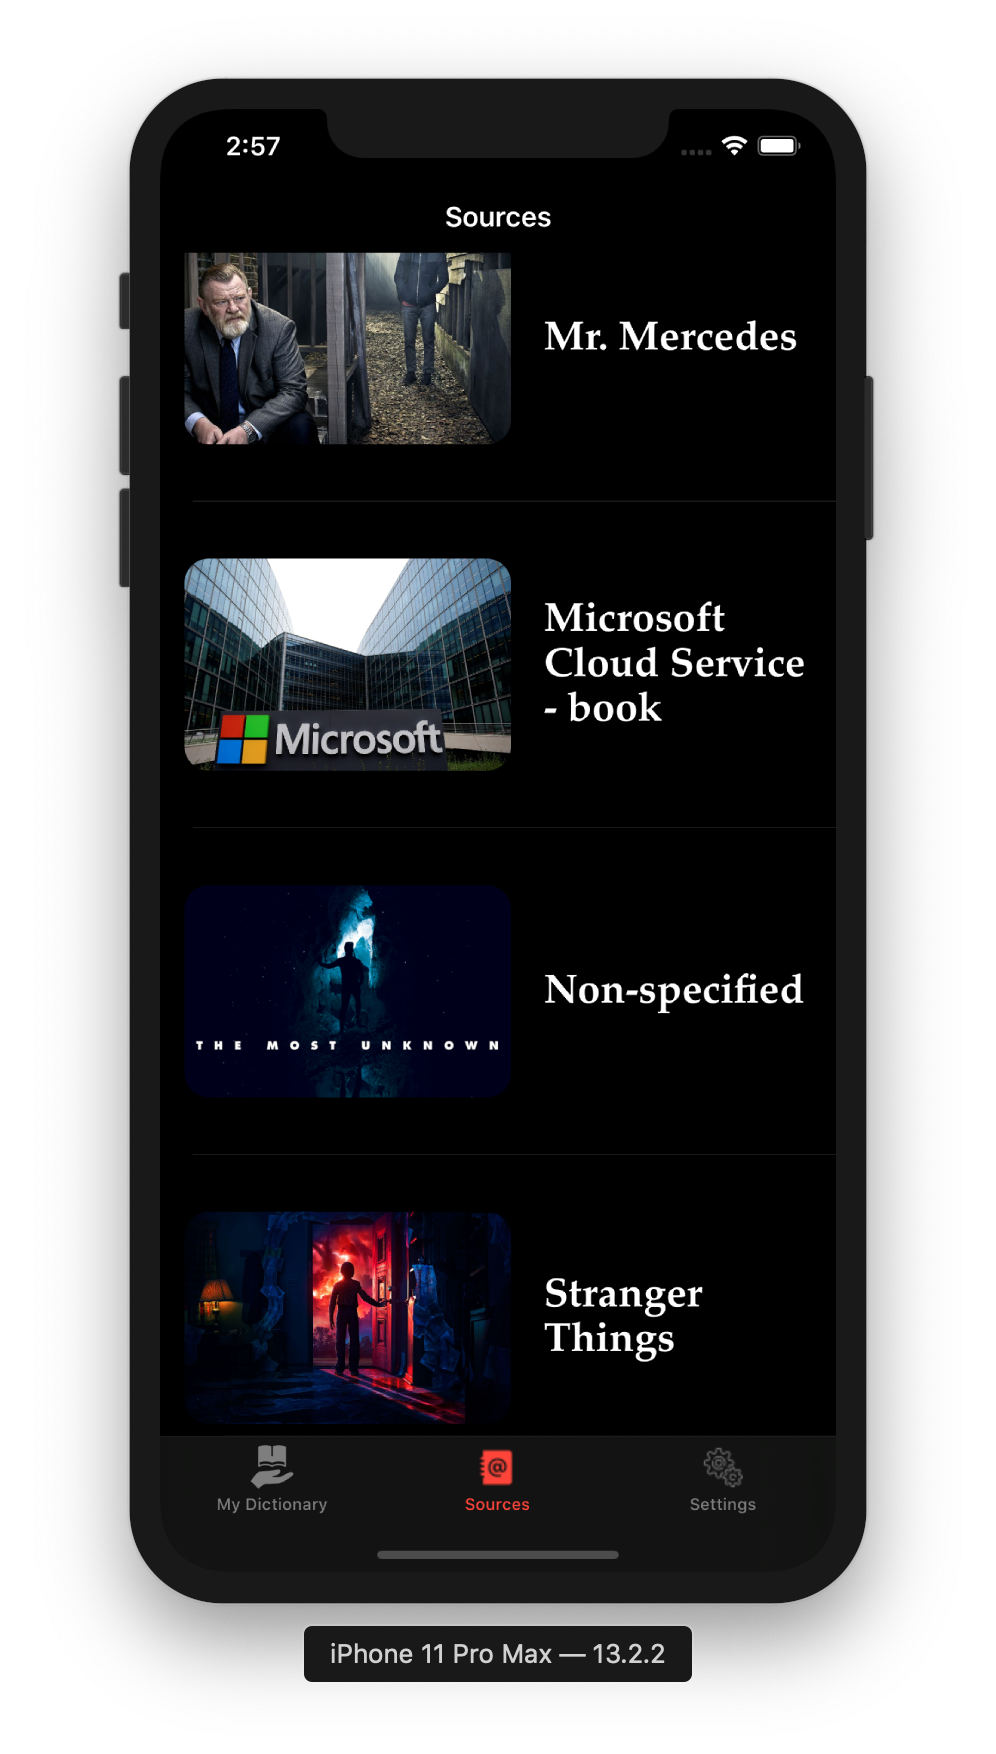 2:57
Sources
Mr. Mercedes
Microsoft
Microsoft
Cloud Service
- book
THE MOST UNKNOWN
Non-specified
Stranger
Things
My Dictionary
Sources
Settings
iPhone 11 Pro Max — 13.2.2